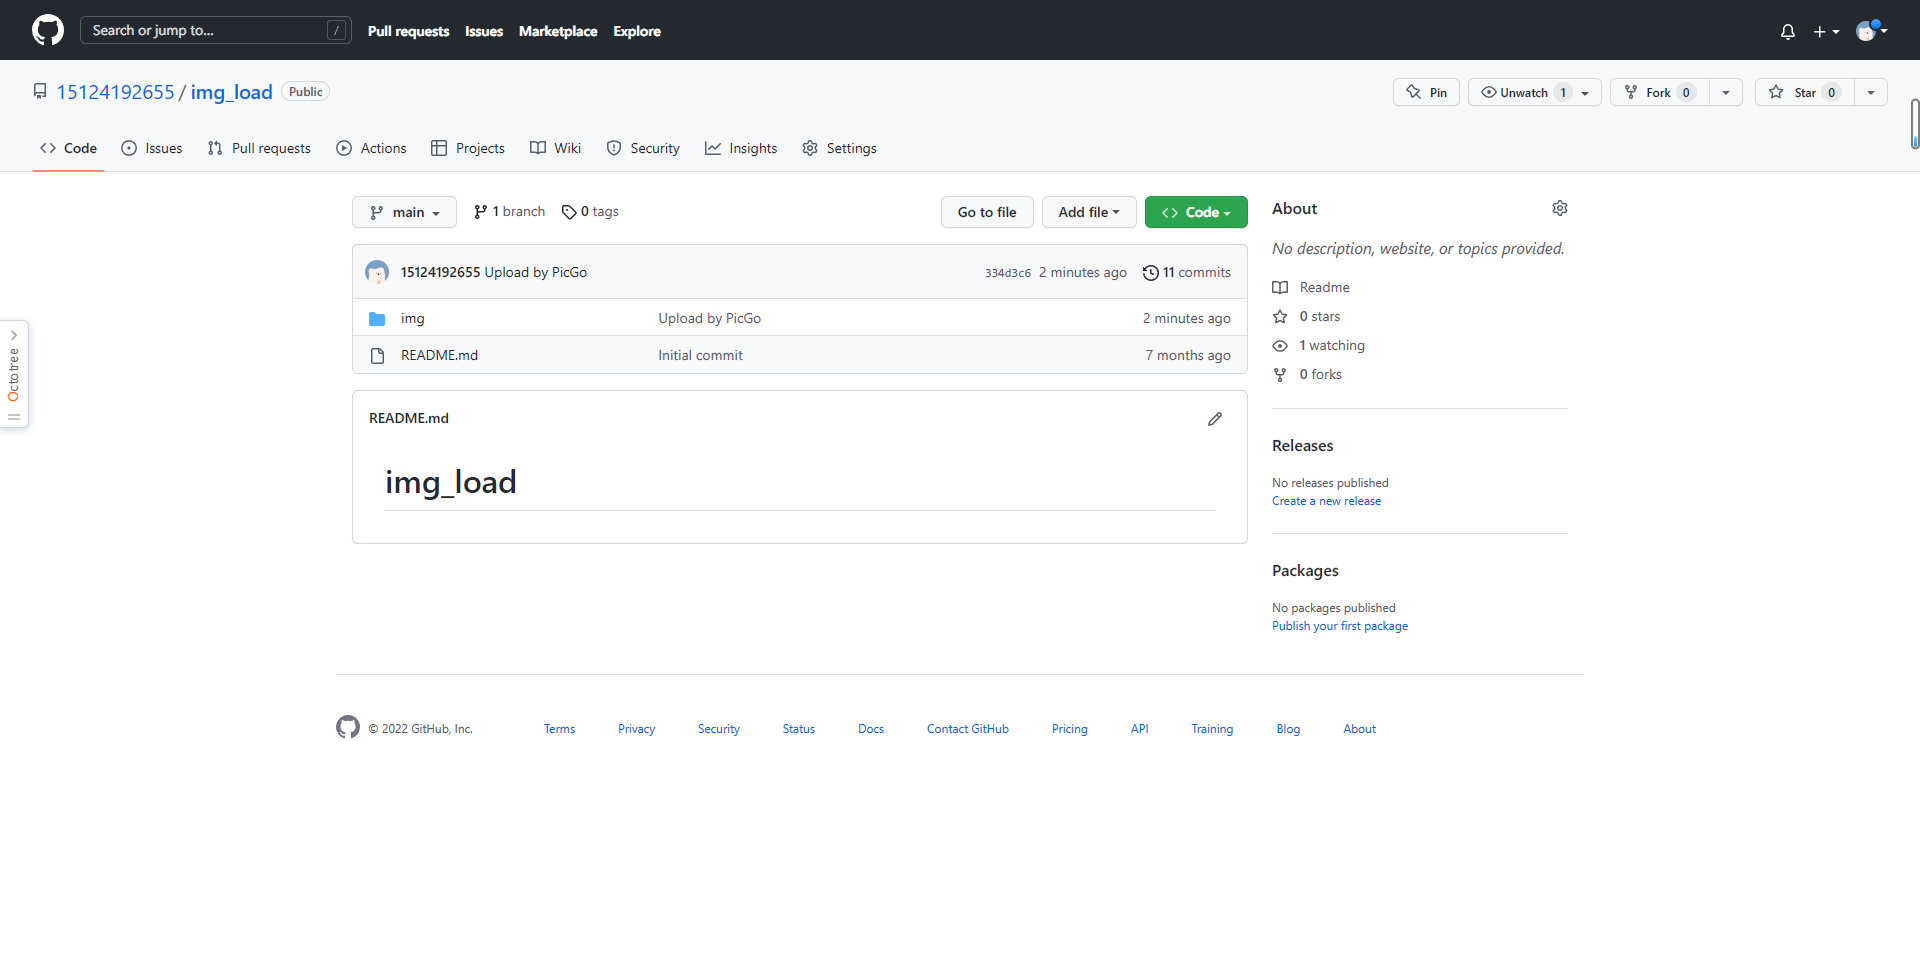 Search or jump to... / Pull requests Issues Marketplace Explore
15124192655 / img_load Public Pin Unwatch 1 Fork 0 Star 0
Code Issues Pull requests Actions Projects Wiki Security Insights Settings
main 1 branch 0 tags Go to file Add file Code
15124192655 Upload by PicGo 334d3c6 2 minutes ago 11 commits
img Upload by PicGo 2 minutes ago
README.md Initial commit 7 months ago
README.md
img_load
About
No description, website, or topics provided.
Readme
0 stars
1 watching
0 forks
Releases
No releases published
Create a new release
Packages
No packages published
Publish your first package
Octotree
© 2022 GitHub, Inc. Terms Privacy Security Status Docs Contact GitHub Pricing API Training Blog About